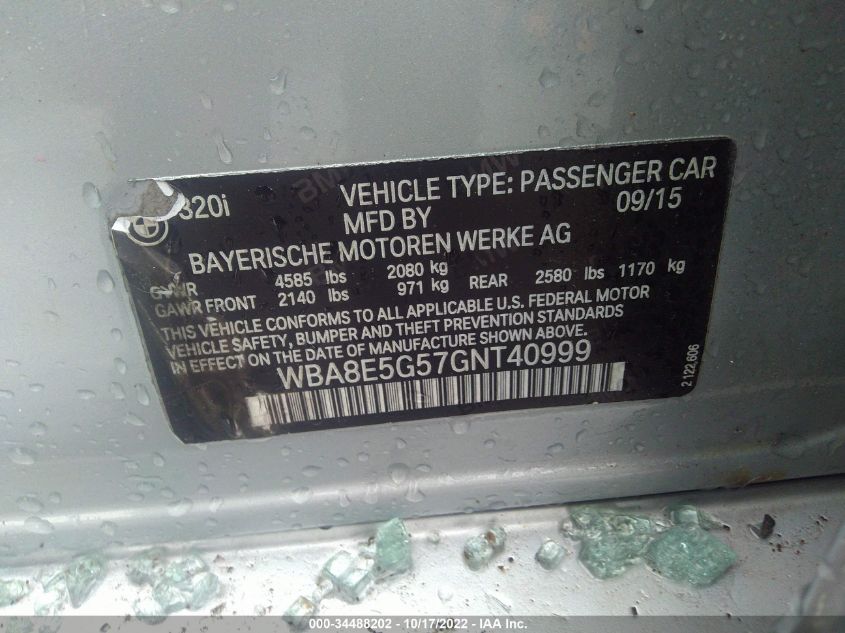 320i VEHICLE TYPE: PASSENGER CAR
MFD BY 09/15
BAYERISCHE MOTOREN WERKE AG
GVWR 4585 lbs 2080 kg
GAWR FRONT 2140 lbs 971 kg REAR 2580 lbs 1170 kg
THIS VEHICLE CONFORMS TO ALL APPLICABLE U.S. FEDERAL MOTOR
VEHICLE SAFETY, BUMPER AND THEFT PREVENTION STANDARDS
IN EFFECT ON THE DATE OF MANUFACTURE SHOWN ABOVE.
WBA8E5G57GNT40999
2 122 606
000-34488202 - 10/17/2022 - IAA Inc.